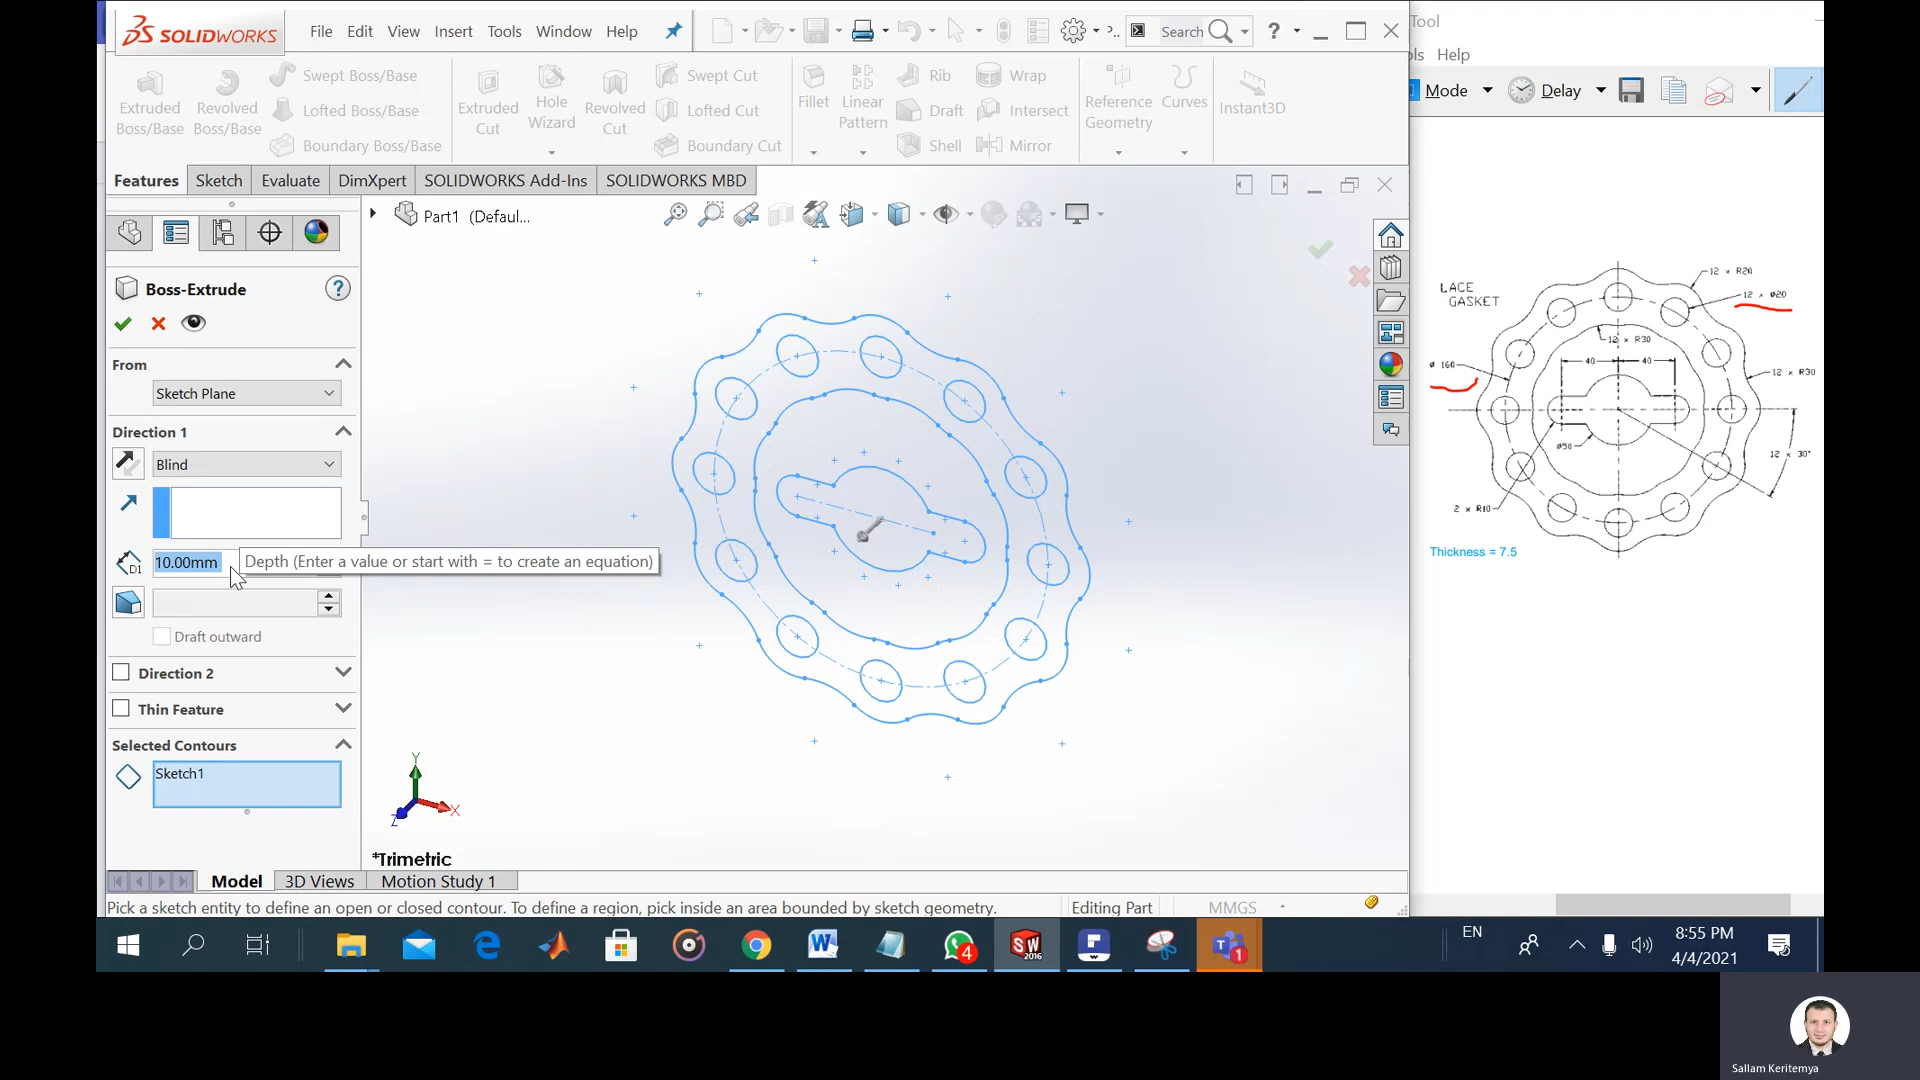 SOLIDWORKS
File Edit View Insert Tools Window Help
Search
?
Extruded Boss/Base
Revolved Boss/Base
Swept Boss/Base
Lofted Boss/Base
Boundary Boss/Base
Extruded Cut
Hole Wizard
Revolved Cut
Swept Cut
Lofted Cut
Boundary Cut
Fillet
Linear Pattern
Rib
Draft
Shell
Wrap
Intersect
Mirror
Reference Geometry
Curves
Instant3D
Features Sketch Evaluate DimXpert SOLIDWORKS Add-Ins SOLIDWORKS MBD
Part1 (Defaul...
Boss-Extrude
?
From
Sketch Plane
Direction 1
Blind
D1
10.00mm
Depth (Enter a value or start with = to create an equation)
Draft outward
Direction 2
Thin Feature
Selected Contours
Sketch1
Y
X
Z
*Trimetric
Model 3D Views Motion Study 1
Pick a sketch entity to define an open or closed contour. To define a region, pick inside an area bounded by sketch geometry.
Editing Part
MMGS
Tool
ols Help
Mode
Delay
LACE
GASKET
12 x R20
12 x ø20
12 x R30
ø 160
40
40
12 x R30
ø50
12 x 30°
2 x R10
Thickness = 7.5
W
4
SW
2016
T
1
EN
8:55 PM
4/4/2021
Sallam Keritemya